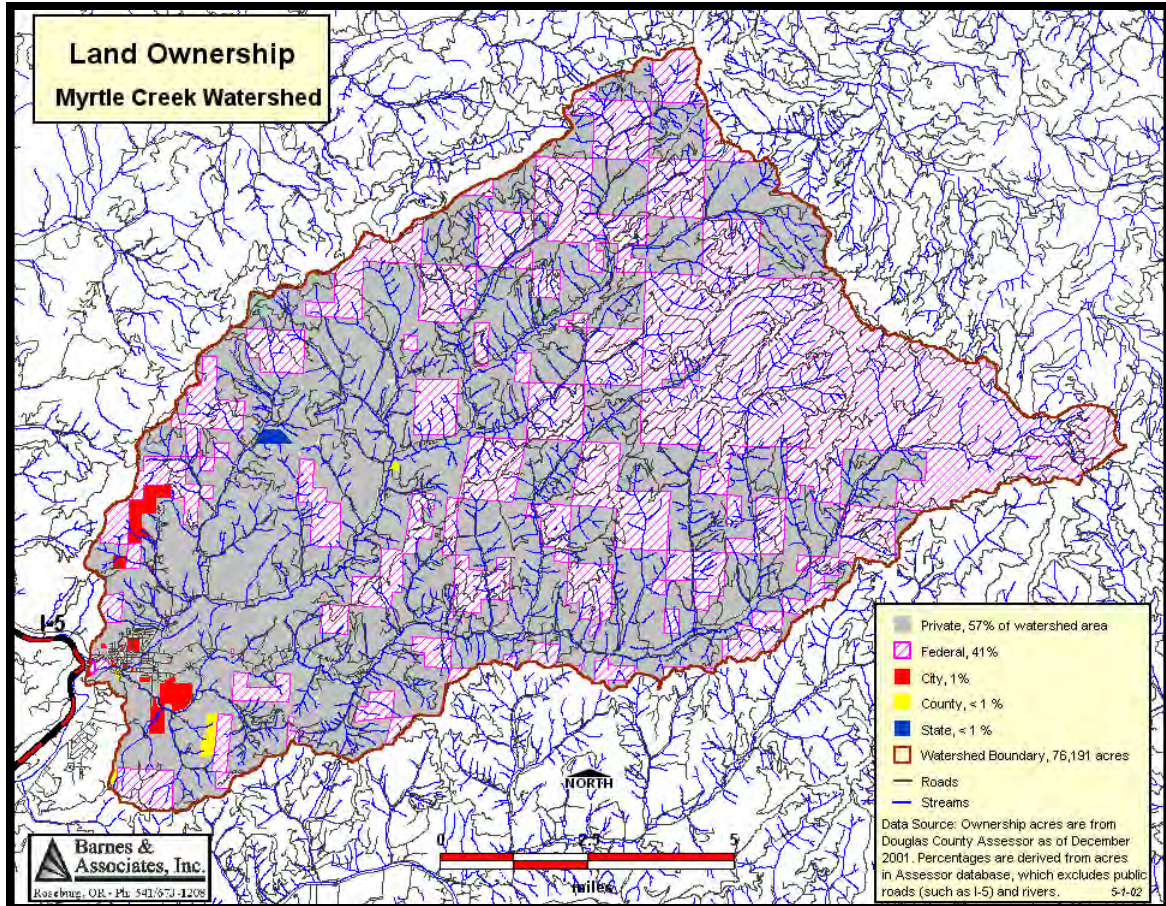 Land Ownership
Myrtle Creek Watershed
I-5
Private, 57% of watershed area
Federal, 41%
City, 1%
County, < 1 %
State, < 1 %
Watershed Boundary, 76,191 acres
Roads
Streams
Data Source: Ownership acres are from
Douglas County Assessor as of December
2001. Percentages are derived from acres
in Assessor database, which excludes public
roads (such as I-5) and rivers. 5-1-02
NORTH
0 2.5 5
miles
Barnes &
Associates, Inc.
Roseburg, OR - Ph: 541/673-1208